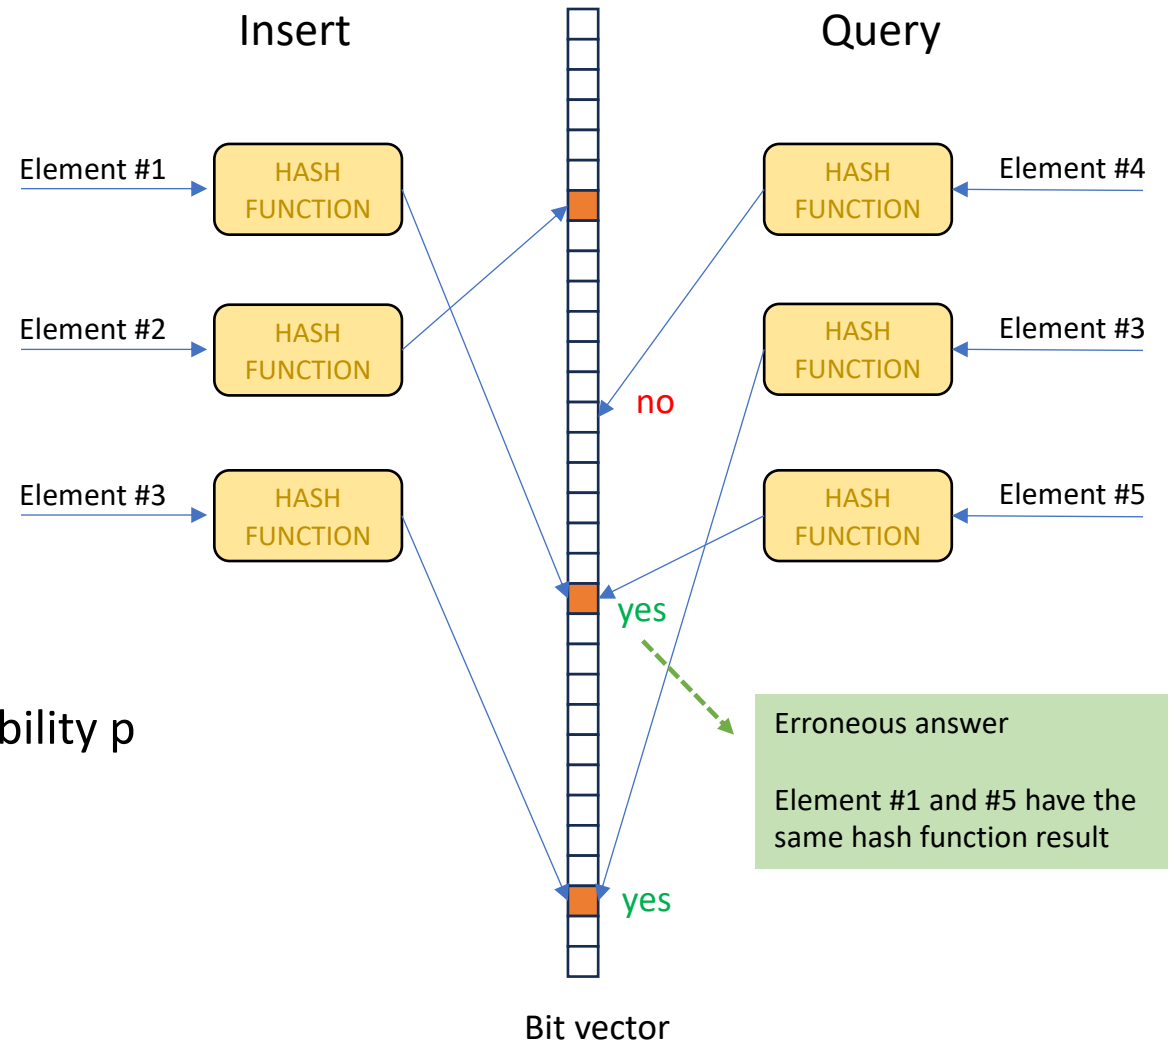 Insert
Query
Element #1
HASH
FUNCTION
HASH
FUNCTION
Element #4
Element #2
HASH
FUNCTION
HASH
FUNCTION
Element #3
no
Element #3
HASH
FUNCTION
HASH
FUNCTION
Element #5
yes
bility p
Erroneous answer
Element #1 and #5 have the
same hash function result
yes
Bit vector